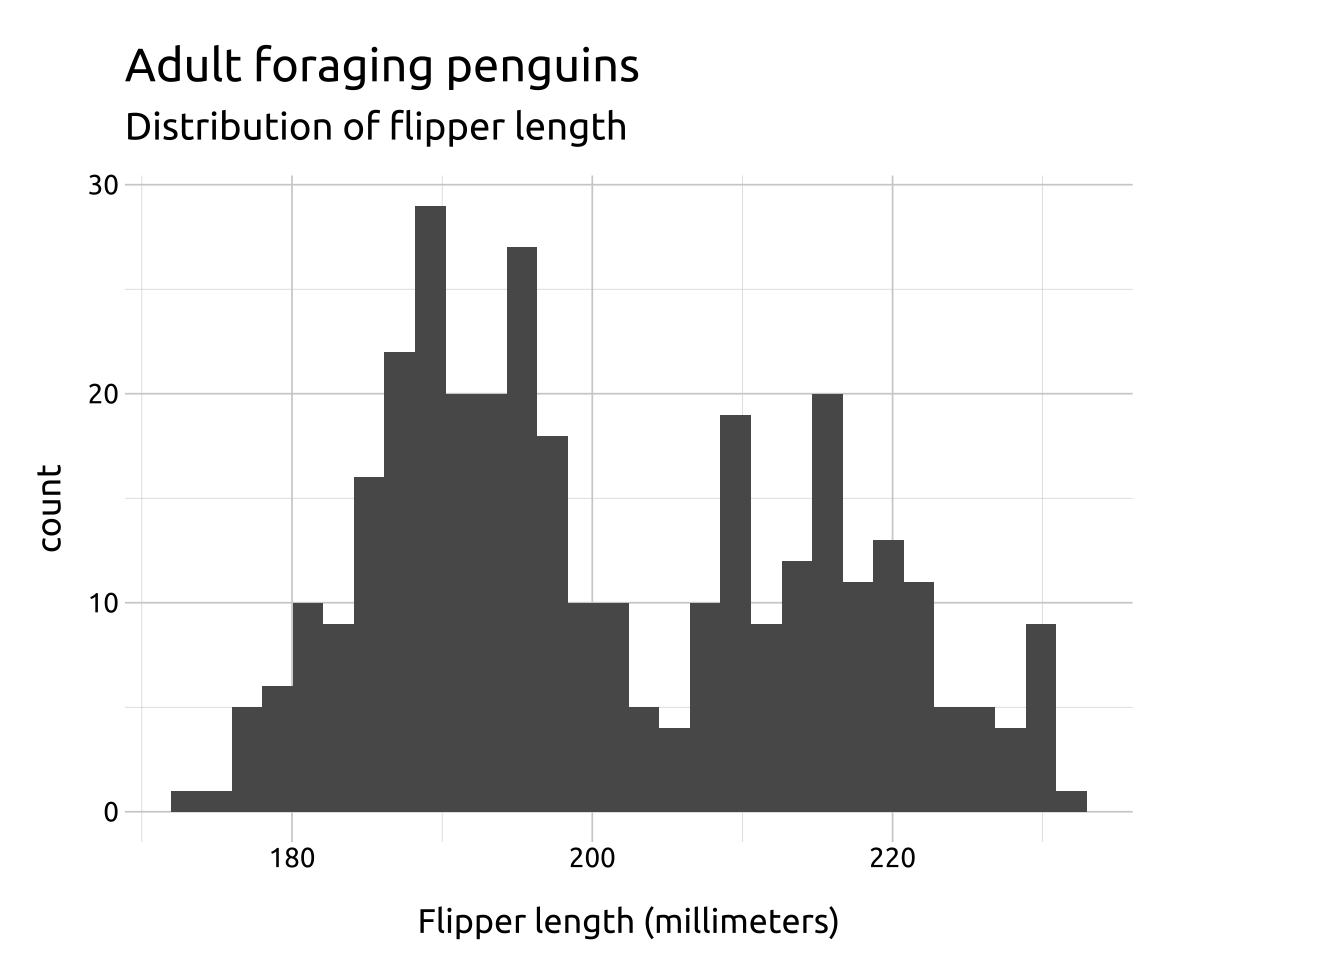 Adult foraging penguins
Distribution of flipper length
30
20
10
0
count
180 200 220
Flipper length (millimeters)